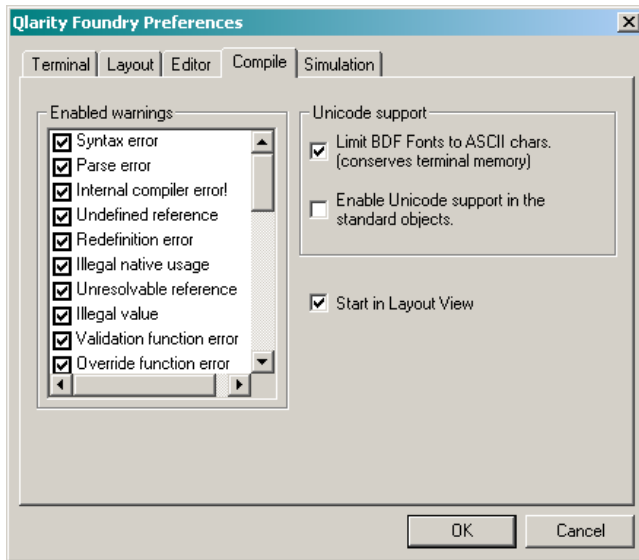 Qlarity Foundry Preferences
Terminal
Layout
Editor
Compile
Simulation
Enabled warnings
Syntax error
Parse error
Internal compiler error!
Undefined reference
Redefinition error
Illegal native usage
Unresolvable reference
Illegal value
Validation function error
Override function error
Unicode support
Limit BDF Fonts to ASCII chars.
(conserves terminal memory)
Enable Unicode support in the
standard objects.
Start in Layout View
OK
Cancel